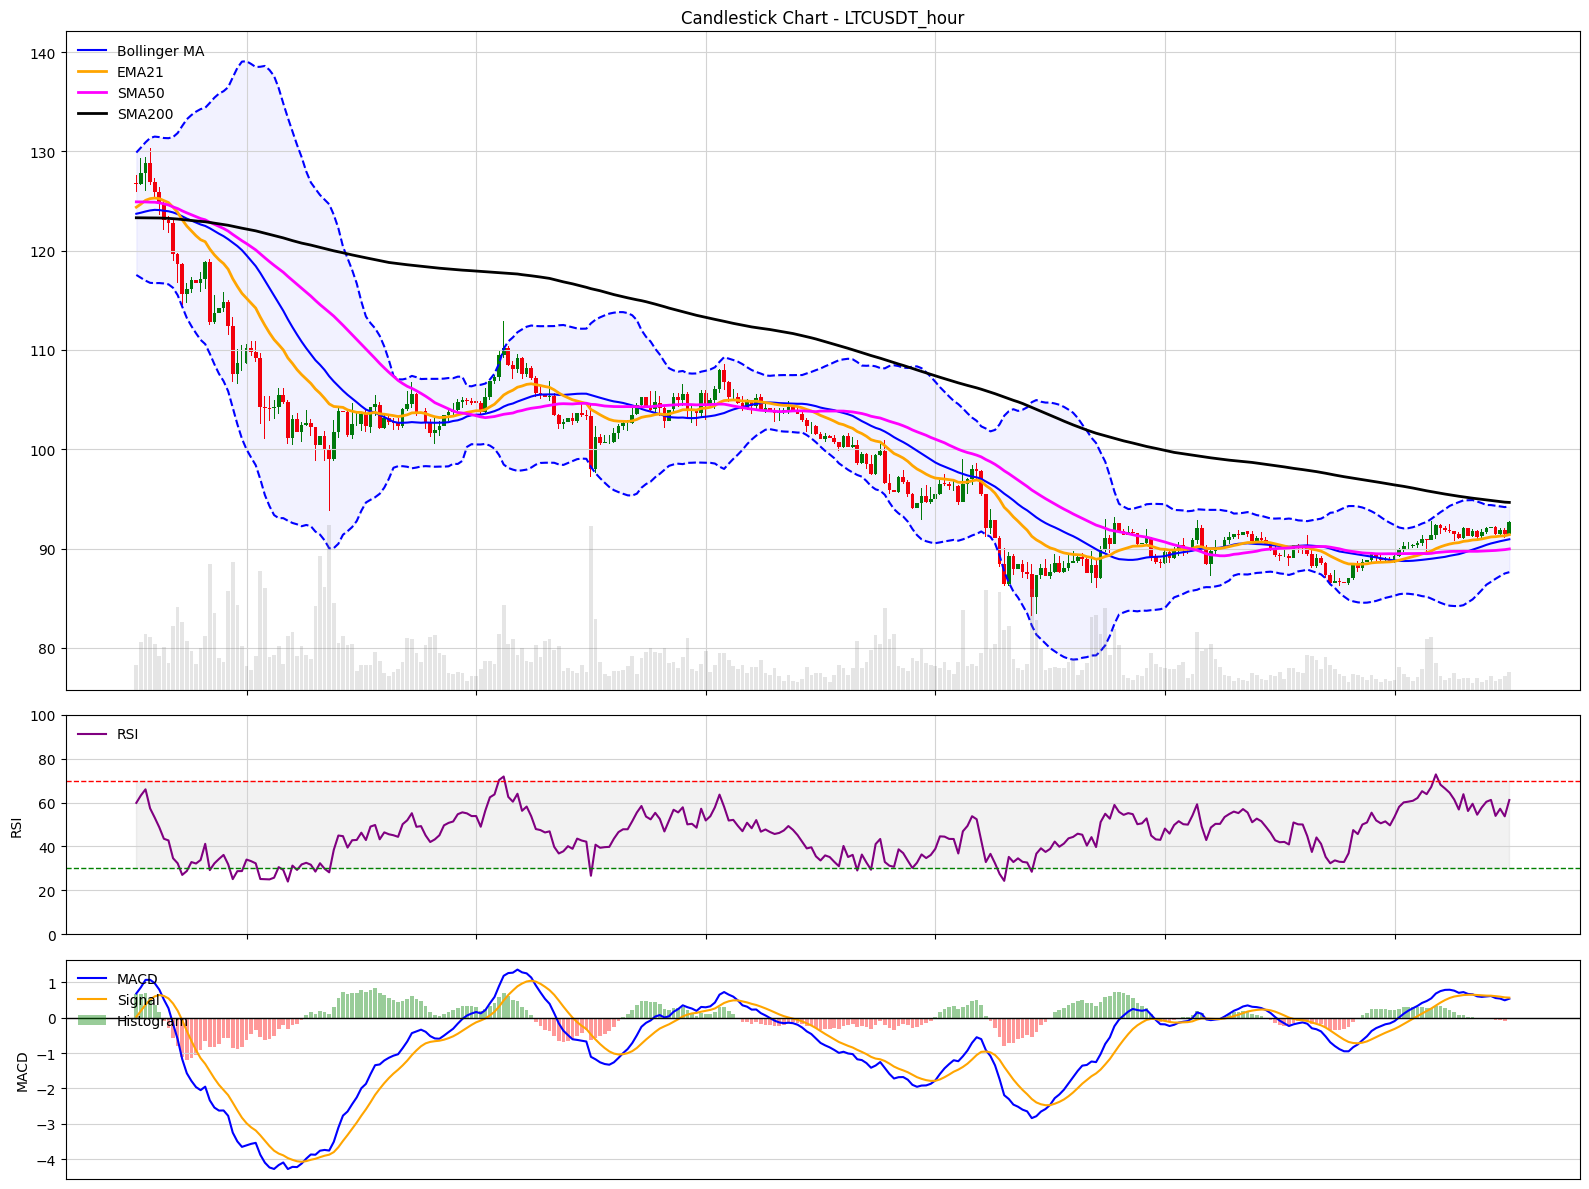 Candlestick Chart - LTCUSDT_hour
140
130
120
110
100
90
80
Bollinger MA
EMA21
SMA50
SMA200
100
80
60
40
20
0
RSI
RSI
1
0
−1
−2
−3
−4
MACD
MACD
Signal
Histogram